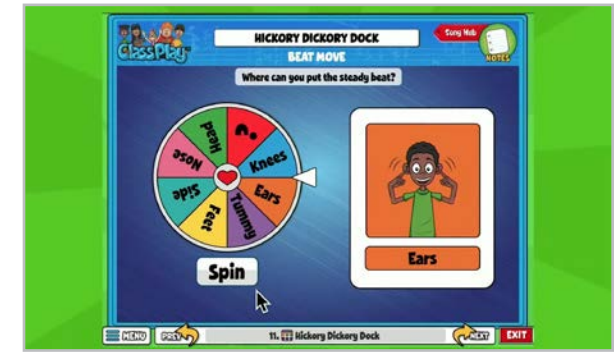 ClassPlay
HICKORY DICKORY DOCK
Song Hub
NOTES
BEAT MOVE
Where can you put the steady beat?
Head
?
Knees
Ears
Tummy
Feet
Side
Nose
Ears
Spin
MENU
PREV
11. Hickory Dickory Dock
NEXT
EXIT